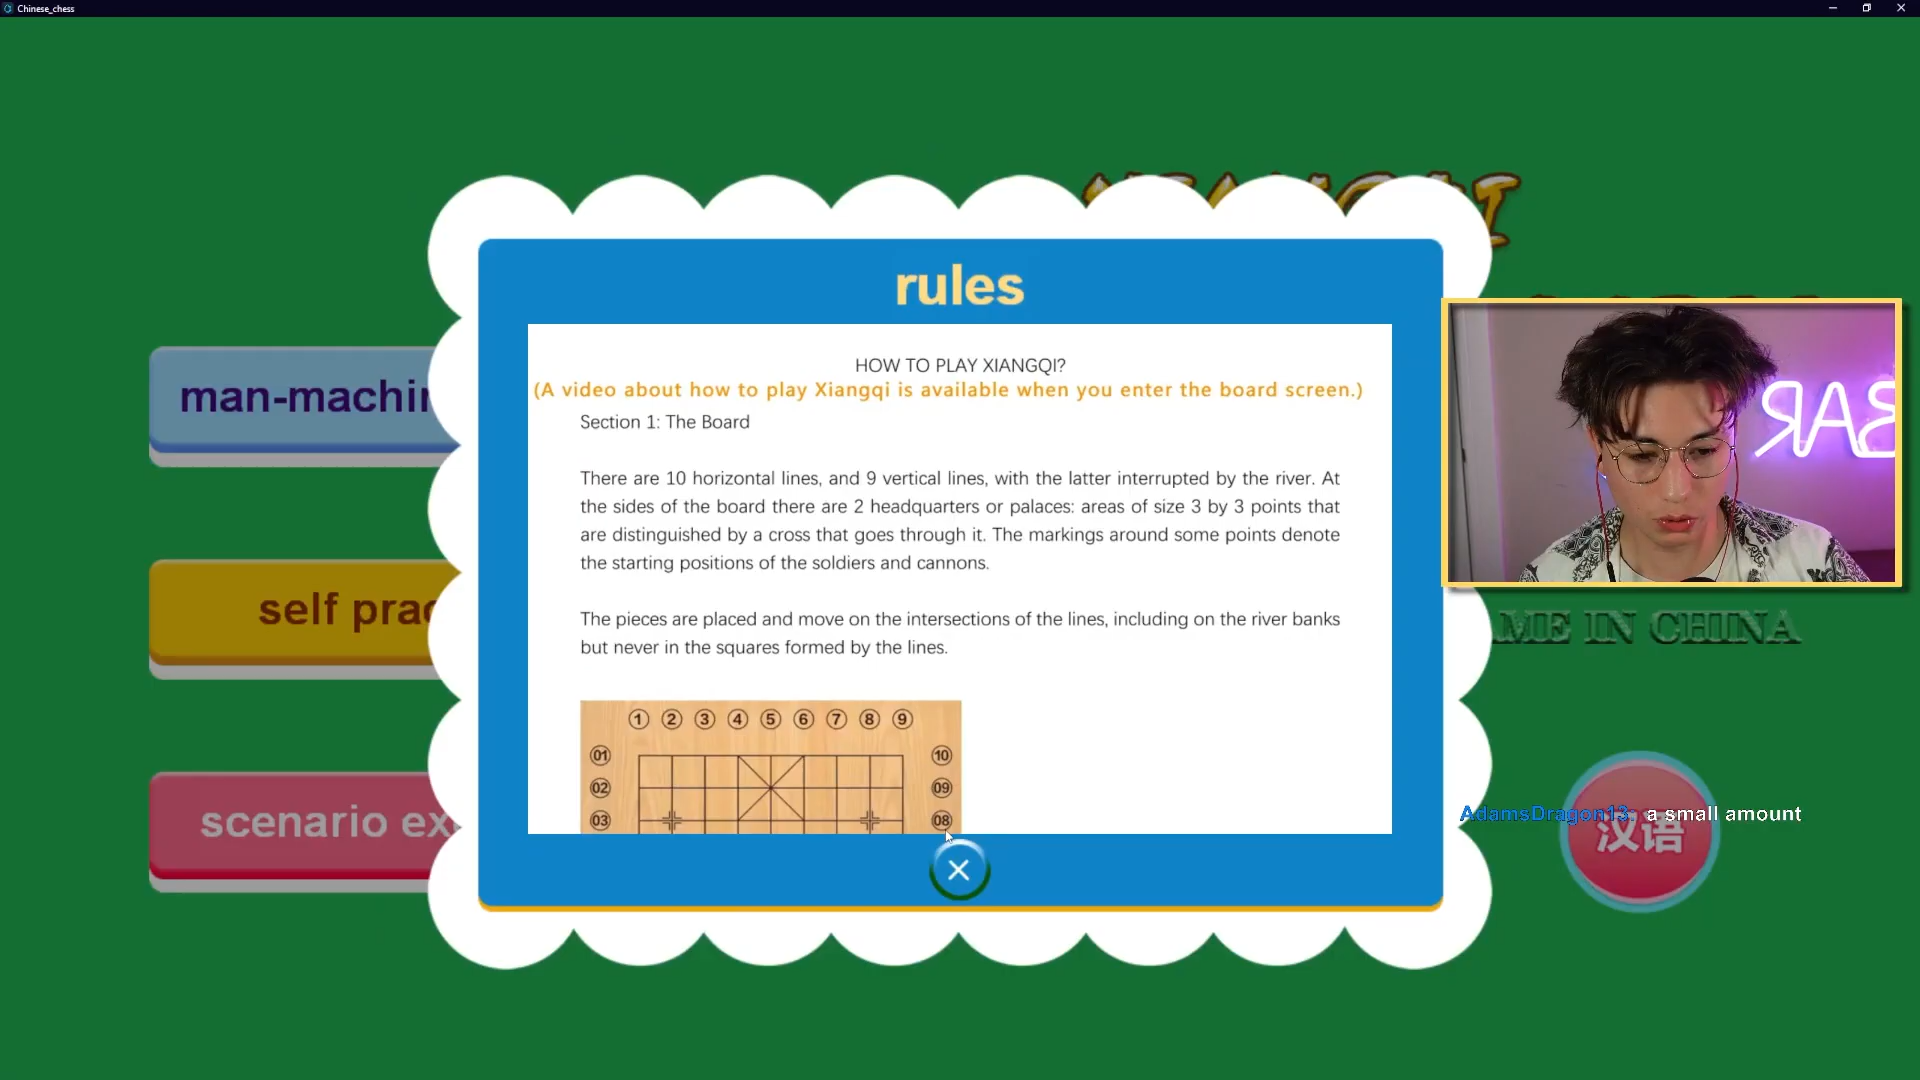 Chinese_chess
rules
HOW TO PLAY XIANGQI?
(A video about how to play Xiangqi is available when you enter the board screen.)
Section 1: The Board
There are 10 horizontal lines, and 9 vertical lines, with the latter interrupted by the river. At
the sides of the board there are 2 headquarters or palaces: areas of size 3 by 3 points that
are distinguished by a cross that goes through it. The markings around some points denote
the starting positions of the soldiers and cannons.
The pieces are placed and move on the intersections of the lines, including on the river banks
but never in the squares formed by the lines.
① ② ③ ④ ⑤ ⑥ ⑦ ⑧ ⑨
01 10
02 09
03 08
man-machin
self prac
scenario ex
ME IN CHINA
AdamsDragon13: a small amount
汉语